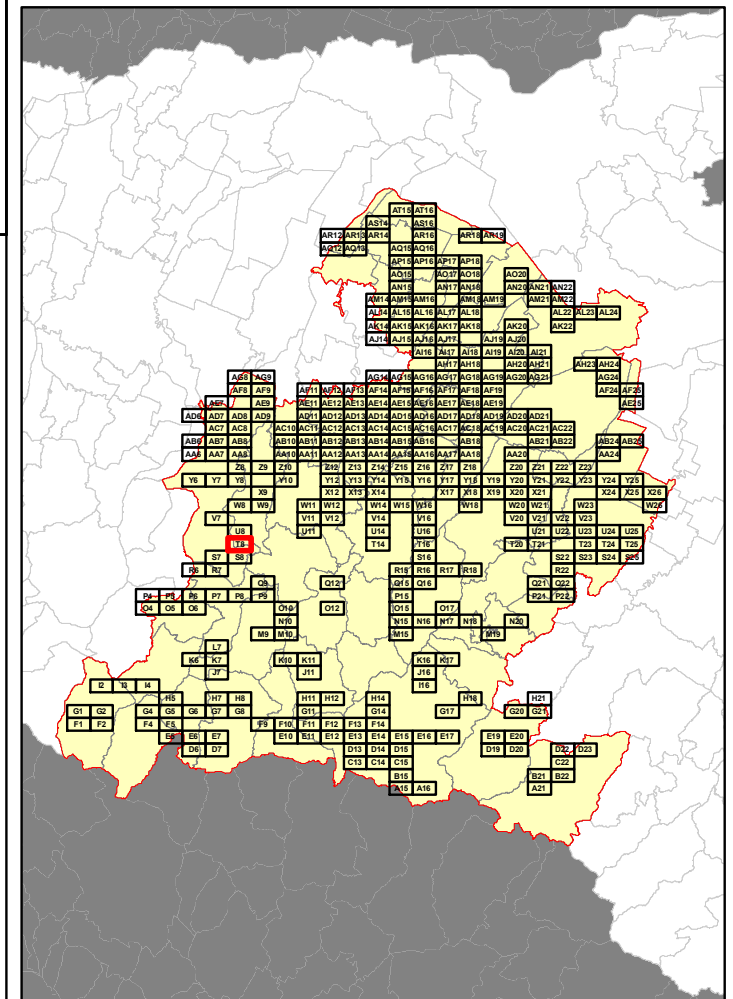 AT15 AT16
AS14 AS16
AR12 AR13 AR14 AR16 AR18 AR19
AQ12 AQ13 AQ15 AQ16
AP15 AP16 AP17 AP18
AO15 AO17 AO18 AO20
AN15 AN17 AN18 AN20 AN21 AN22
AM14 AM15 AM16 AM18 AM19 AM21 AM22
AL14 AL15 AL16 AL17 AL18 AL22 AL23 AL24
AK14 AK15 AK16 AK17 AK18 AK20 AK22
AJ14 AJ15 AJ16 AJ17 AJ19 AJ20
AI16 AI17 AI18 AI19 AI20 AI21
AH16 AH17 AH18 AH20 AH21 AH23 AH24
AG8 AG9 AG14 AG15 AG16 AG17 AG18 AG19 AG20 AG21 AG24
AF8 AF9 AF11 AF12 AF13 AF14 AF15 AF16 AF17 AF18 AF19 AF24 AF25
AE7 AE9 AE11 AE12 AE13 AE14 AE15 AE16 AE17 AE18 AE19 AE25
AD6 AD7 AD8 AD9 AD11 AD12 AD13 AD14 AD15 AD16 AD17 AD18 AD19 AD20 AD21
AC7 AC8 AC10 AC11 AC12 AC13 AC14 AC15 AC16 AC17 AC18 AC19 AC20 AC21 AC22
AB6 AB7 AB8 AB10 AB11 AB12 AB13 AB14 AB15 AB16 AB18 AB21 AB22 AB24 AB25
AA6 AA7 AA8 AA10 AA11 AA12 AA13 AA14 AA15 AA16 AA17 AA18 AA20 AA24
Z8 Z9 Z10 Z12 Z13 Z14 Z15 Z16 Z17 Z18 Z20 Z21 Z22 Z23
Y6 Y7 Y8 Y10 Y12 Y13 Y14 Y15 Y16 Y17 Y18 Y19 Y20 Y21 Y22 Y23 Y24 Y25
X9 X12 X13 X14 X17 X18 X19 X20 X21 X24 X25 X26
W8 W9 W11 W12 W14 W15 W16 W18 W20 W21 W23 W26
V7 V11 V12 V14 V16 V20 V21 V22 V23
U8 U11 U14 U16 U21 U22 U23 U24 U25
T8 T14 T16 T20 T21 T23 T24 T25
S7 S8 S16 S22 S23 S24 S25
R6 R7 R15 R16 R17 R18 R22
Q9 Q12 Q15 Q16 Q21 Q22
P4 P5 P6 P7 P8 P9 P15 P21 P22
O4 O5 O6 O10 O12 O15 O17
N10 N15 N16 N17 N18 N20
M9 M10 M15 M19
L7
K6 K7 K10 K11 K16 K17
J7 J11 J16
I2 I3 I4 I16
H5 H7 H8 H11 H12 H14 H18 H21
G1 G2 G4 G5 G6 G7 G8 G11 G14 G17 G20 G21
F1 F2 F4 F5 F9 F10 F11 F12 F13 F14
E5 E6 E7 E10 E11 E12 E13 E14 E15 E16 E17 E19 E20
D6 D7 D13 D14 D15 D19 D20 D22 D23
C13 C14 C15 C22
B15 B21 B22
A15 A16 A21